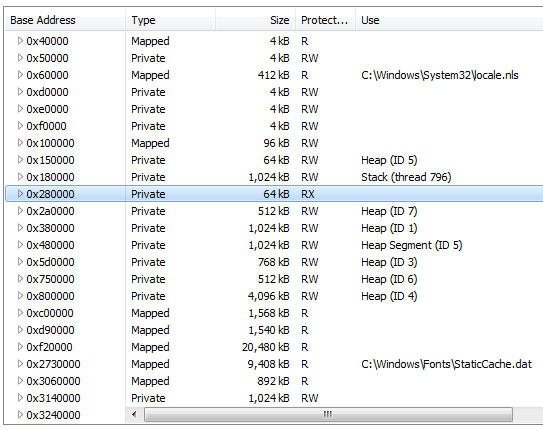 Base Address Type Size Protect... Use
0x40000 Mapped 4 kB R
0x50000 Private 4 kB RW
0x60000 Mapped 412 kB R C:\Windows\System32\locale.nls
0xd0000 Private 4 kB RW
0xe0000 Private 4 kB RW
0xf0000 Private 4 kB RW
0x100000 Mapped 96 kB RW
0x150000 Private 64 kB RW Heap (ID 5)
0x180000 Private 1,024 kB RW Stack (thread 796)
0x280000 Private 64 kB RX
0x2a0000 Private 512 kB RW Heap (ID 7)
0x380000 Private 1,024 kB RW Heap (ID 1)
0x480000 Private 1,024 kB RW Heap Segment (ID 5)
0x5d0000 Private 768 kB RW Heap (ID 3)
0x750000 Private 512 kB RW Heap (ID 6)
0x800000 Private 4,096 kB RW Heap (ID 4)
0xc00000 Mapped 1,568 kB R
0xd90000 Mapped 1,540 kB R
0xf20000 Mapped 20,480 kB R
0x2730000 Mapped 9,408 kB R C:\Windows\Fonts\StaticCache.dat
0x3060000 Mapped 892 kB R
0x3140000 Private 1,024 kB RW
0x3240000